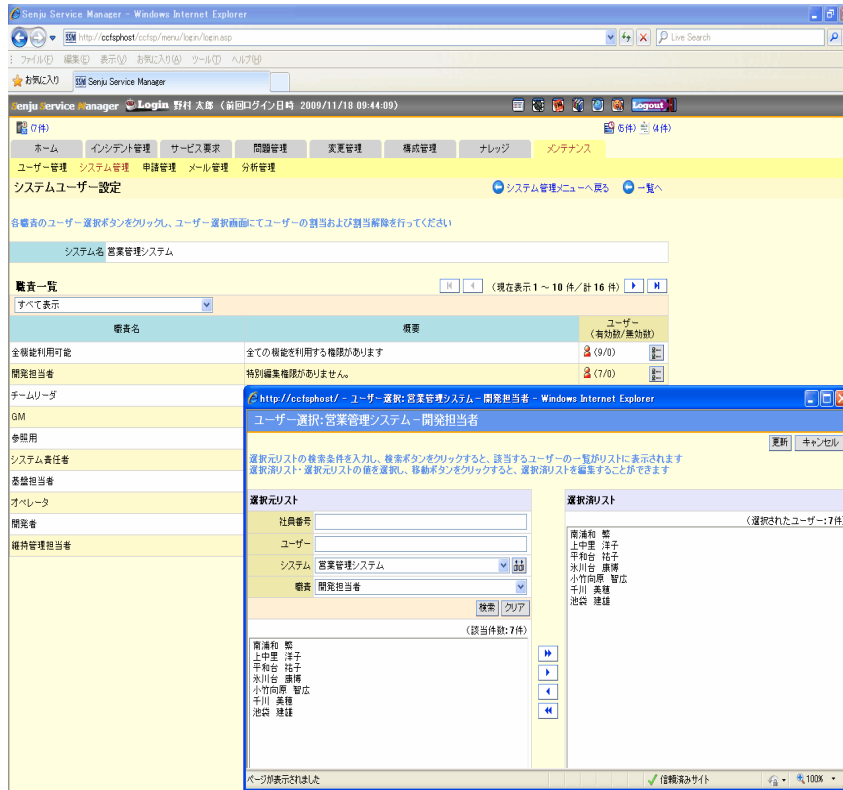 Senju Service Manager - Windows Internet Explorer
http://ccfsphost/ccfsp/menu/login/login.asp
Live Search
ファイル(F) 編集(E) 表示(V) お気に入り(A) ツール(T) ヘルプ(H)
お気に入り Senju Service Manager
Senju Service Manager Login 野村 太郎 (前回ログイン日時 2009/11/18 09:44:09) Logout
(7件) (5件) (4件)
ホーム インシデント管理 サービス要求 問題管理 変更管理 構成管理 ナレッジ メンテナンス
ユーザー管理 システム管理 申請管理 メール管理 分析管理
システムユーザー設定 システム管理メニューへ戻る 一覧へ
各職責のユーザー選択ボタンをクリックし、ユーザー選択画面にてユーザーの割当および割当解除を行ってください
システム名 営業管理システム
職責一覧 (現在表示 1 ~ 10 件/計 16 件)
すべて表示
職責名 概要 ユーザー
(有効数/無効数)
全機能利用可能 全ての機能を利用する権限があります (9/0)
開発担当者 特別編集権限がありません。 (7/0)
チームリーダ
GM
参照用
システム責任者
基盤担当者
オペレータ
開発者
維持管理担当者
http://ccfsphost/ - ユーザー選択: 営業管理システム - 開発担当者 - Windows Internet Explorer
ユーザー選択: 営業管理システム - 開発担当者
更新 キャンセル
選択元リストの検索条件を入力し、検索ボタンをクリックすると、該当するユーザーの一覧がリストに表示されます
選択済リスト・選択元リストの値を選択し、移動ボタンをクリックすると、選択済リストを編集することができます
選択元リスト
社員番号
ユーザー
システム 営業管理システム
職責 開発担当者
検索 クリア
(該当件数: 7件)
南浦和 繁
上中里 洋子
平和台 祐子
氷川台 康博
小竹向原 智広
千川 美穂
池袋 建雄
選択済リスト
(選択されたユーザー: 7件)
南浦和 繁
上中里 洋子
平和台 祐子
氷川台 康博
小竹向原 智広
千川 美穂
池袋 建雄
ページが表示されました 信頼済みサイト 100%